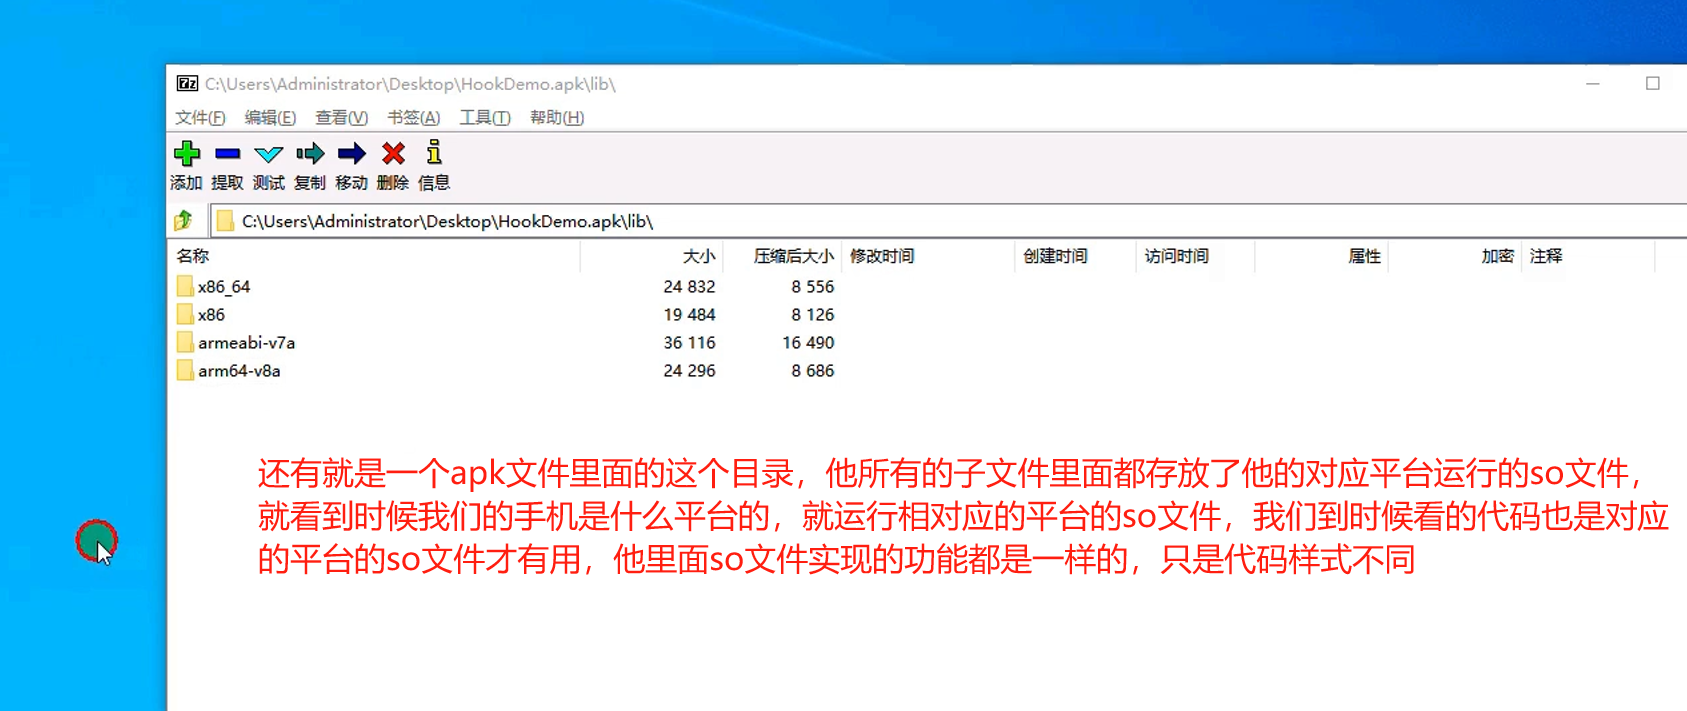 C:\Users\Administrator\Desktop\HookDemo.apk\lib\
文件(F) 编辑(E) 查看(V) 书签(A) 工具(T) 帮助(H)
添加 提取 测试 复制 移动 删除 信息
C:\Users\Administrator\Desktop\HookDemo.apk\lib\
名称 大小 压缩后大小 修改时间 创建时间 访问时间 属性 加密 注释
x86_64 24 832 8 556
x86 19 484 8 126
armeabi-v7a 36 116 16 490
arm64-v8a 24 296 8 686
还有就是一个apk文件里面的这个目录，他所有的子文件里面都存放了他的对应平台运行的so文件，
就看到时候我们的手机是什么平台的，就运行相对应的平台的so文件，我们到时候看的代码也是对应
的平台的so文件才有用，他里面so文件实现的功能都是一样的，只是代码样式不同